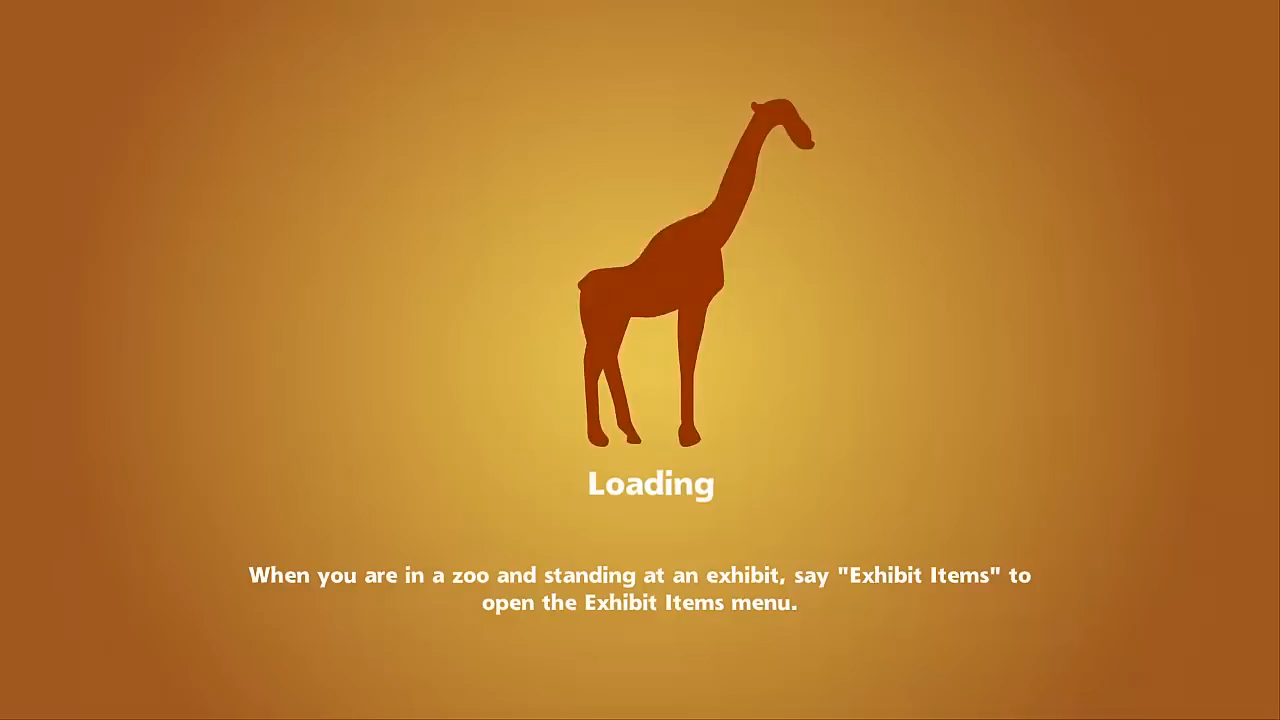 Loading
When you are in a zoo and standing at an exhibit, say "Exhibit Items" to
open the Exhibit Items menu.